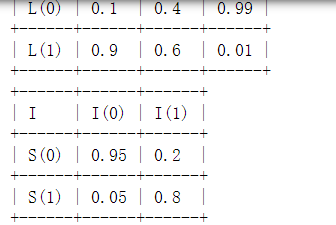 | L(0) | 0.1 | 0.4 | 0.99 |
+------+-----+-----+------+
| L(1) | 0.9 | 0.6 | 0.01 |
+------+-----+-----+------+
+------+------+------+
| I | I(0) | I(1) |
+------+------+------+
| S(0) | 0.95 | 0.2 |
+------+------+------+
| S(1) | 0.05 | 0.8 |
+------+------+------+